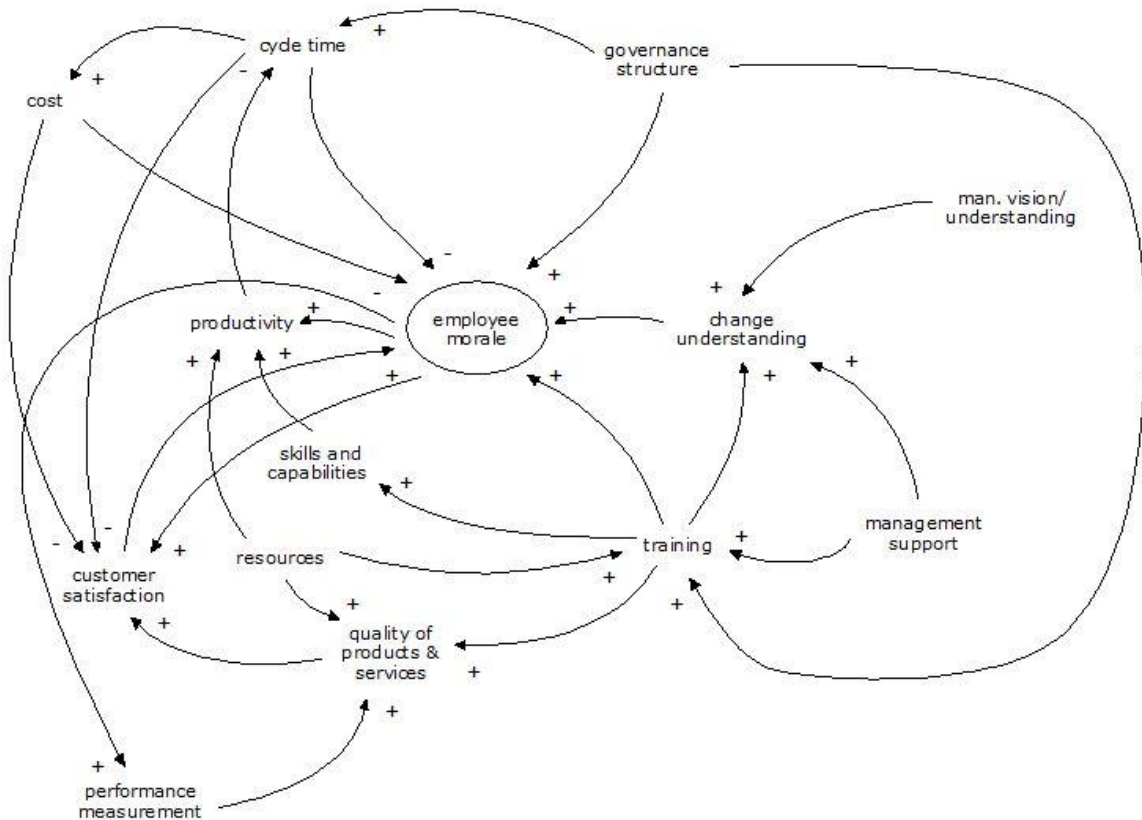 cycle time
governance
structure
cost
man. vision/
understanding
productivity
employee
morale
change
understanding
skills and
capabilities
management
support
training
resources
customer
satisfaction
quality of
products &
services
performance
measurement
+
+
-
-
+
+
-
+
+
+
+
+
+
+
+
+
-
-
+
+
+
+
+
+
+
+
+